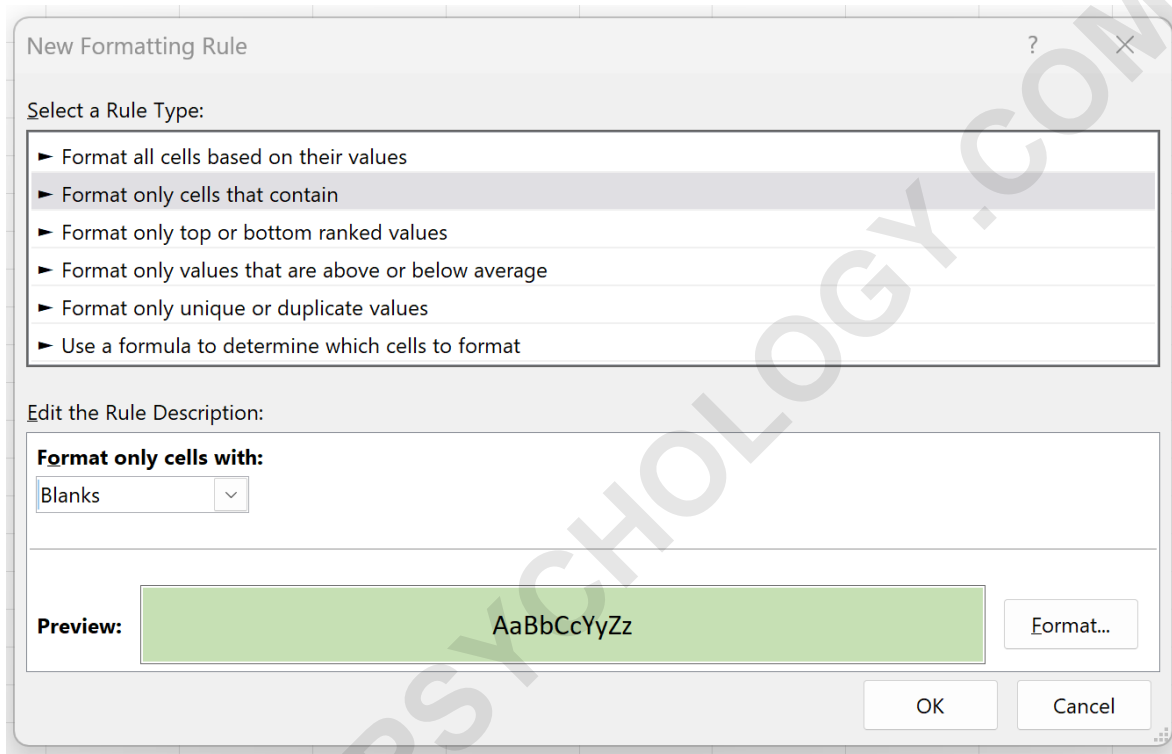 New Formatting Rule ? ×
Select a Rule Type:
► Format all cells based on their values
► Format only cells that contain
► Format only top or bottom ranked values
► Format only values that are above or below average
► Format only unique or duplicate values
► Use a formula to determine which cells to format
Edit the Rule Description:
Format only cells with:
Blanks
Preview: AaBbCcYyZz Format...
OK Cancel
PSYCHOLOGY.COM